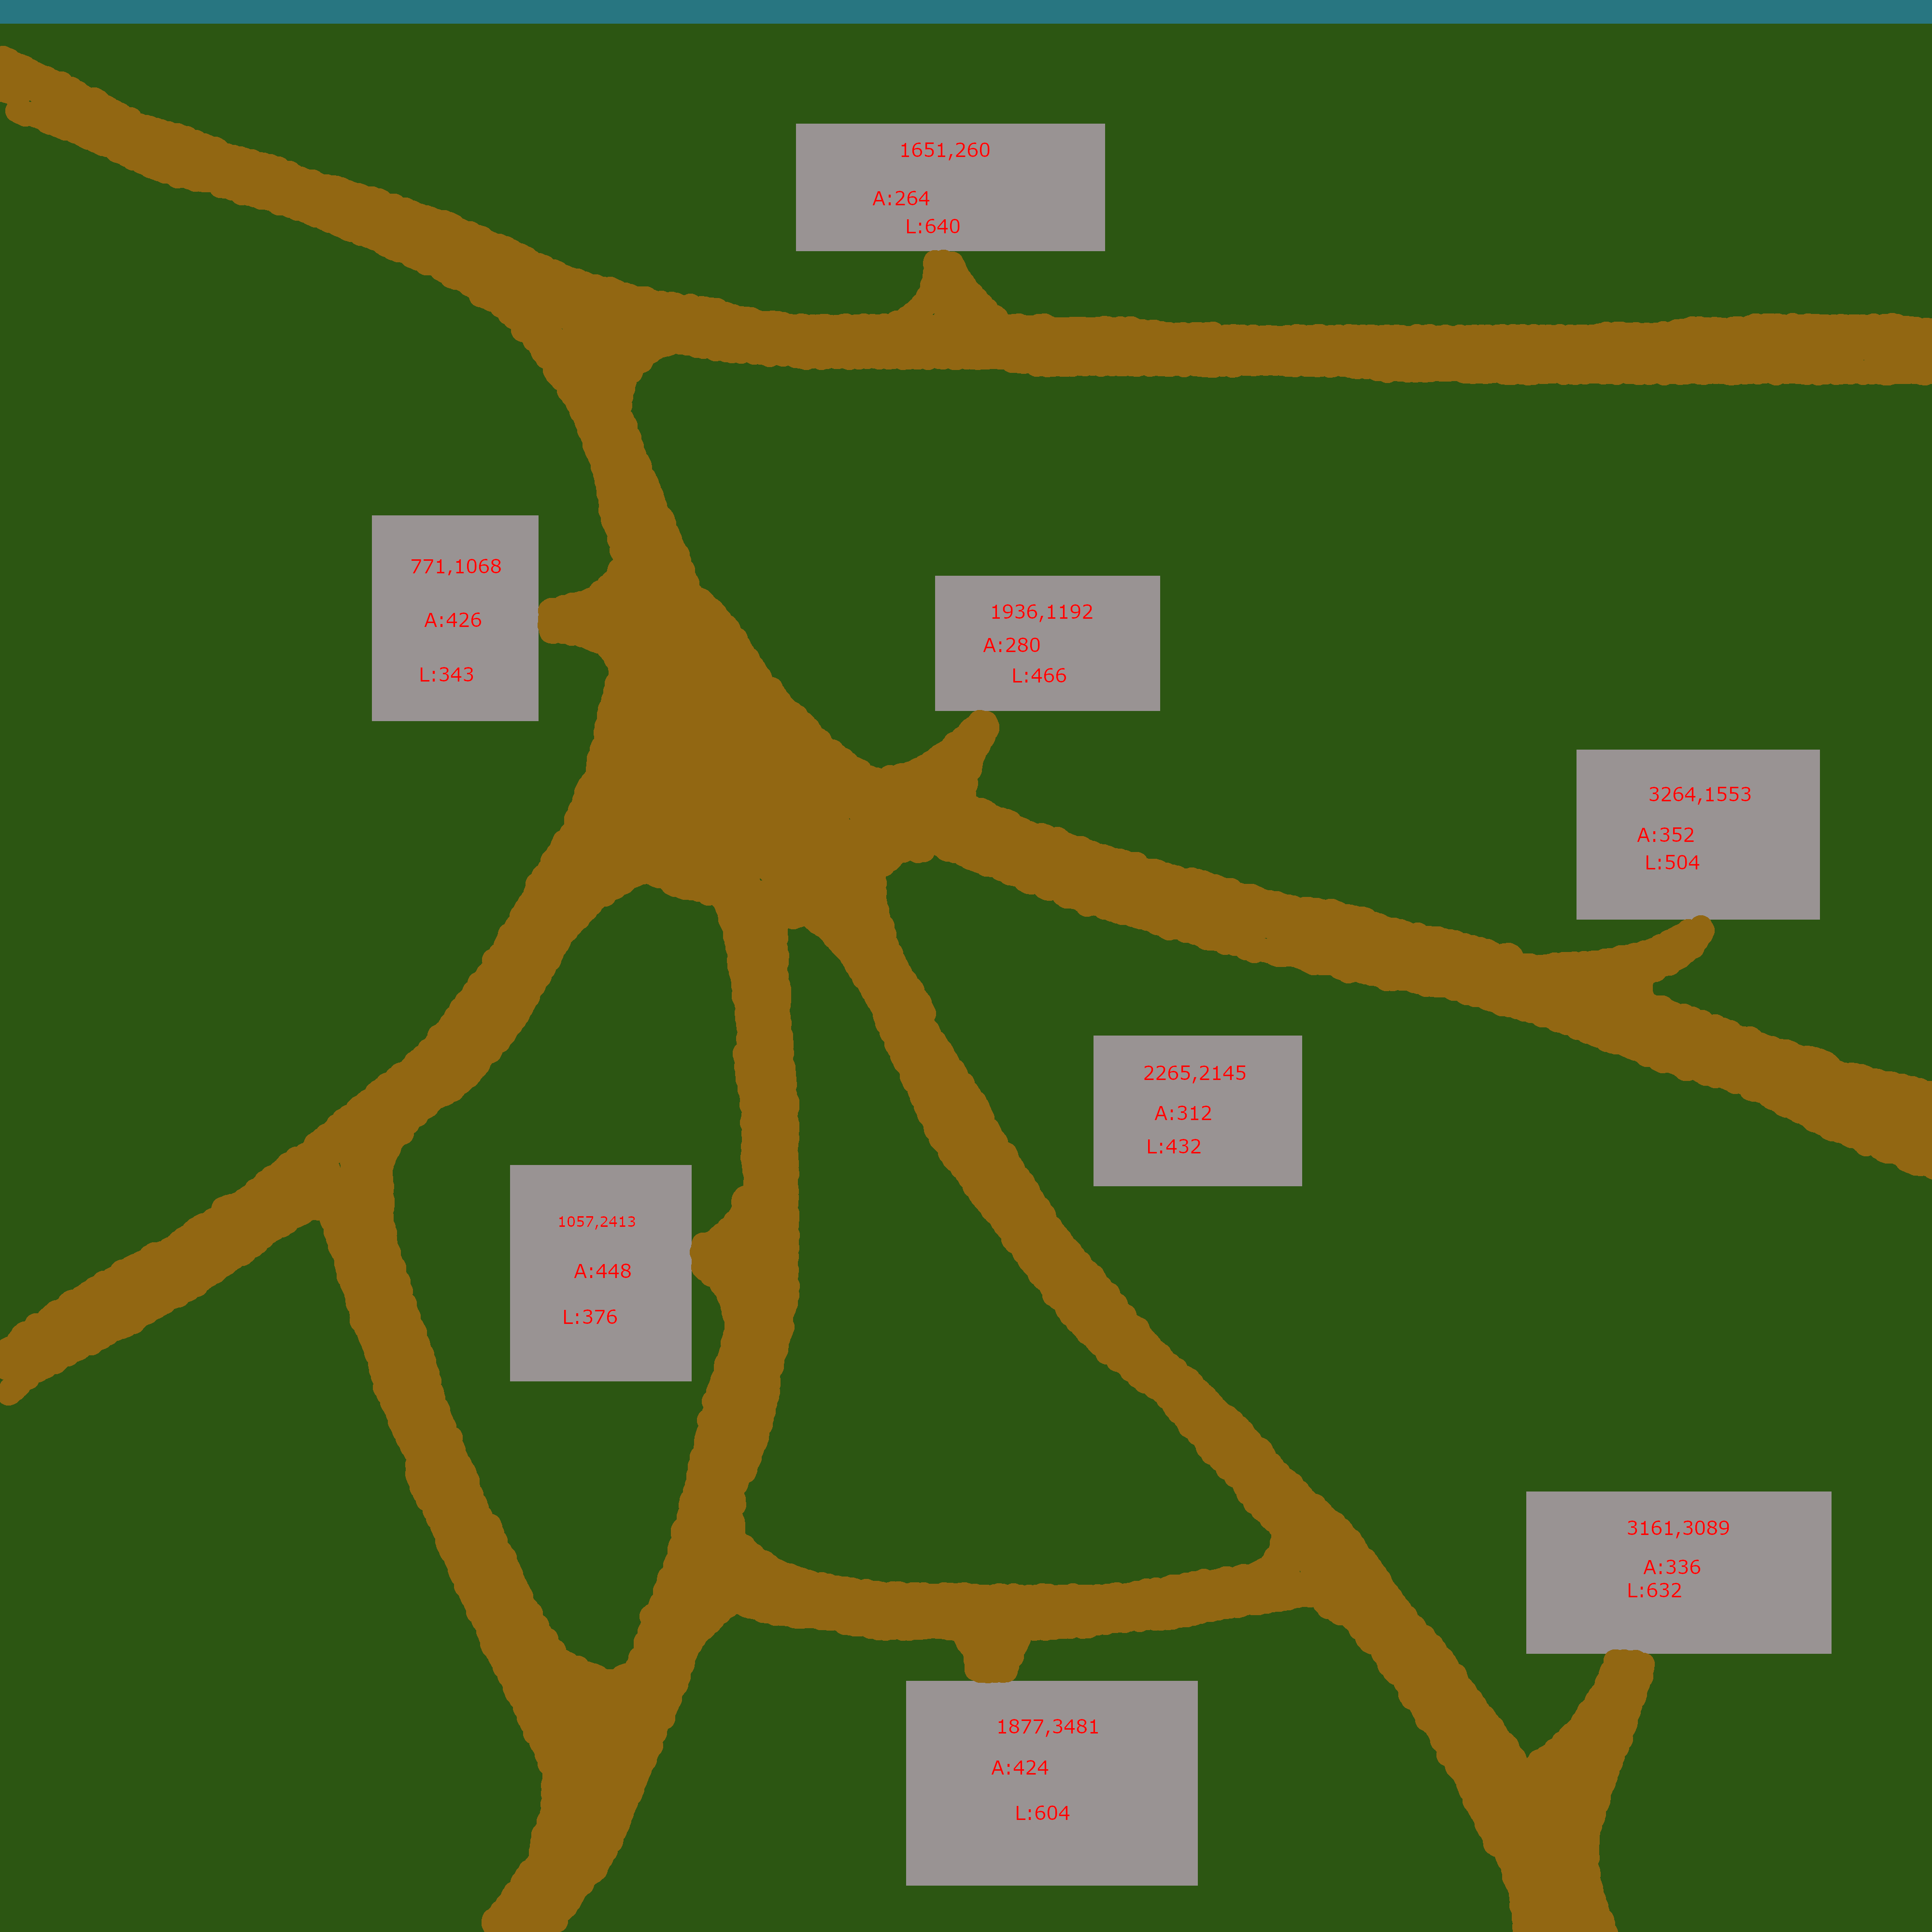 1651,260
A:264
L:640
771,1068
A:426
L:343
1936,1192
A:280
L:466
3264,1553
A:352
L:504
2265,2145
A:312
L:432
1057,2413
A:448
L:376
3161,3089
A:336
L:632
1877,3481
A:424
L:604